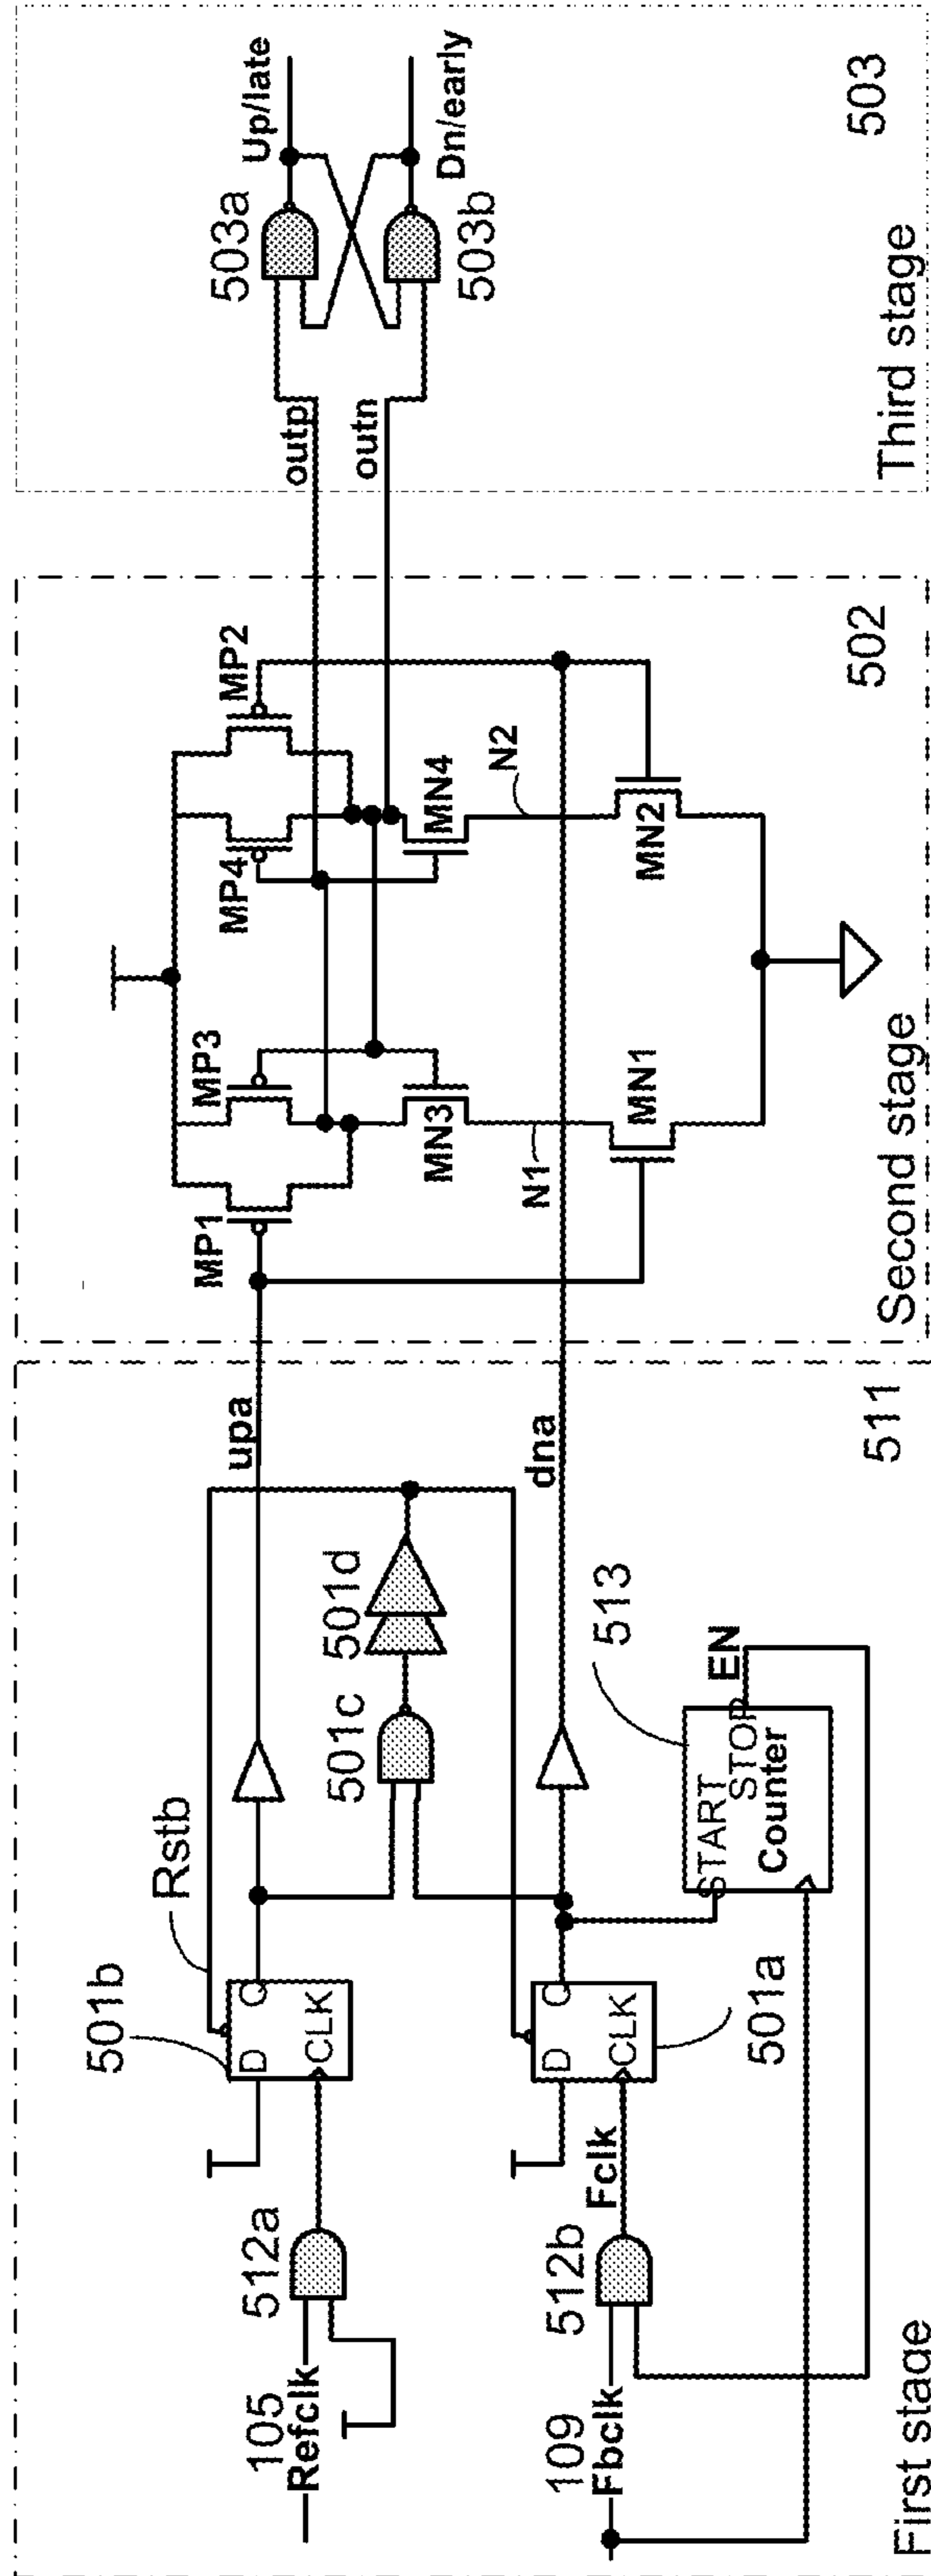 First stage
511
105
Refclk
512a
501b
D
Q
CLK
Rstb
upa
501c
501d
109
Fbclk
512b
Fclk
D
Q
CLK
501a
dna
513
START
STOP
Counter
EN
Second stage
502
MP1
MP3
MP4
MP2
MN3
MN4
N1
N2
MN1
MN2
Third stage
503
outp
outn
503a
503b
Up/late
Dn/early